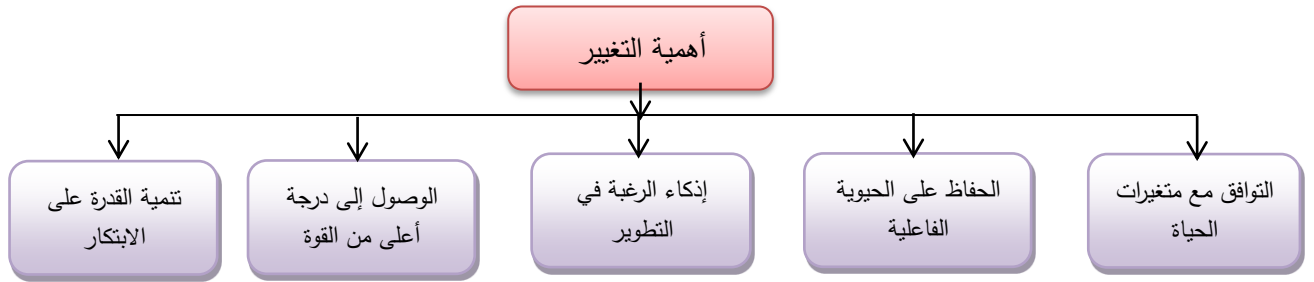 أهمية التغيير
التوافق مع متغيرات
الحياة
الحفاظ على الحيوية
الفاعلية
إذكاء الرغبة في
التطوير
الوصول إلى درجة
أعلى من القوة
تنمية القدرة على
الابتكار